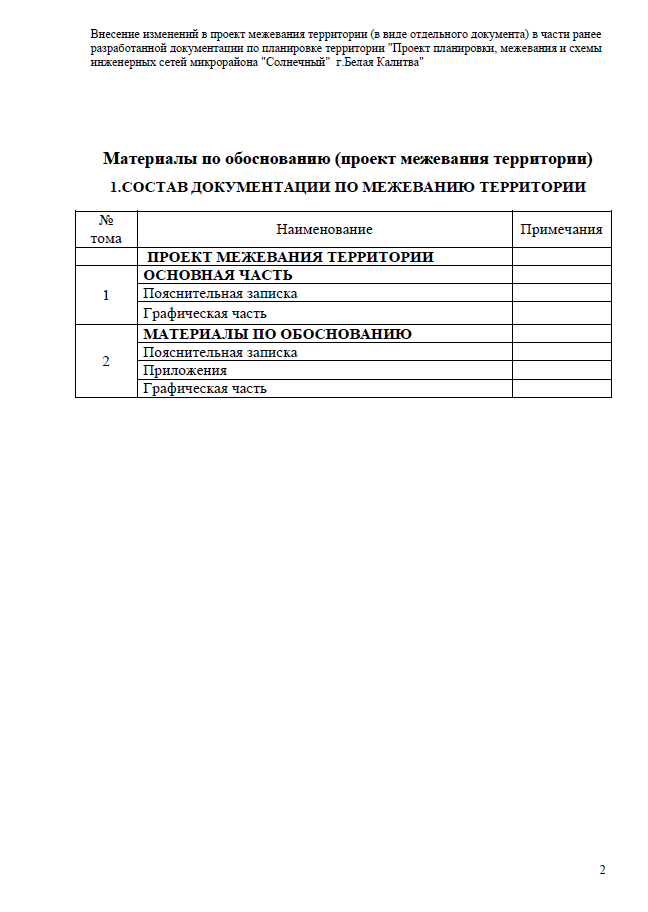 Внесение изменений в проект межевания территории (в виде отдельного документа) в части ранее
разработанной документации по планировке территории "Проект планировки, межевания и схемы
инженерных сетей микрорайона "Солнечный" г.Белая Калитва"
Материалы по обоснованию (проект межевания территории)
1.СОСТАВ ДОКУМЕНТАЦИИ ПО МЕЖЕВАНИЮ ТЕРРИТОРИИ
№
тома
Наименование
Примечания
ПРОЕКТ МЕЖЕВАНИЯ ТЕРРИТОРИИ
1
ОСНОВНАЯ ЧАСТЬ
Пояснительная записка
Графическая часть
2
МАТЕРИАЛЫ ПО ОБОСНОВАНИЮ
Пояснительная записка
Приложения
Графическая часть
2